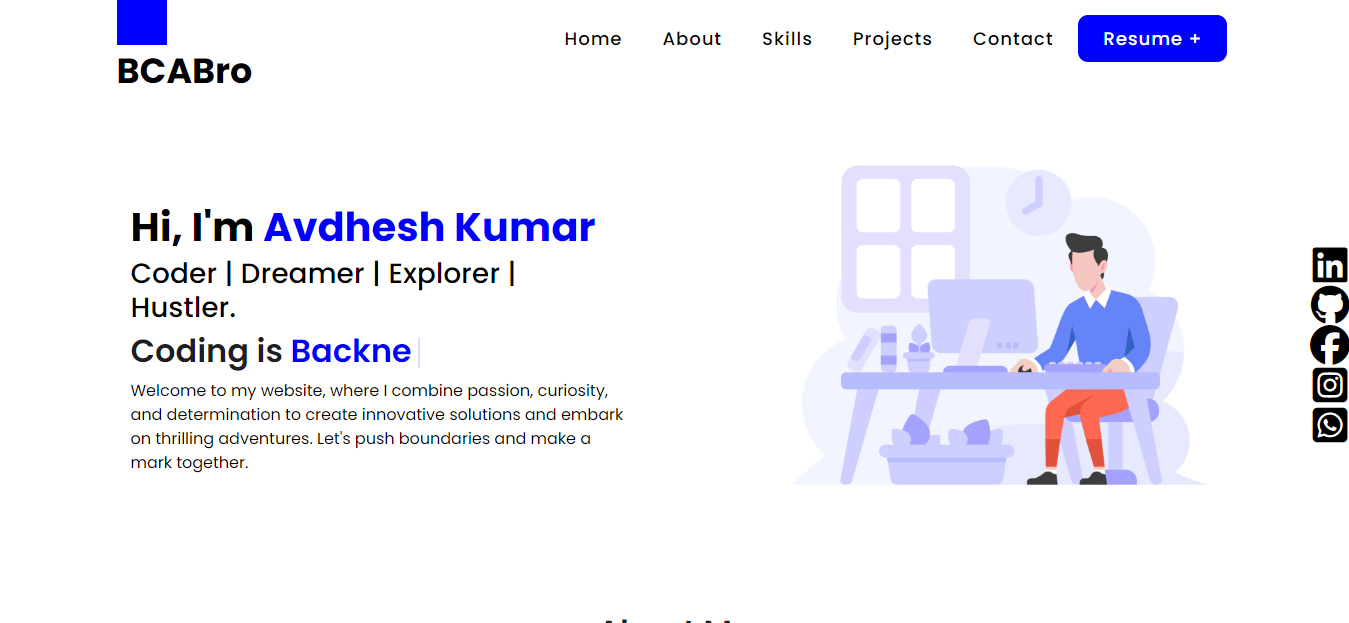 BCABro
Home About Skills Projects Contact Resume +
Hi, I'm Avdhesh Kumar
Coder | Dreamer | Explorer |
Hustler.
Coding is Backne
Welcome to my website, where I combine passion, curiosity,
and determination to create innovative solutions and embark
on thrilling adventures. Let's push boundaries and make a
mark together.